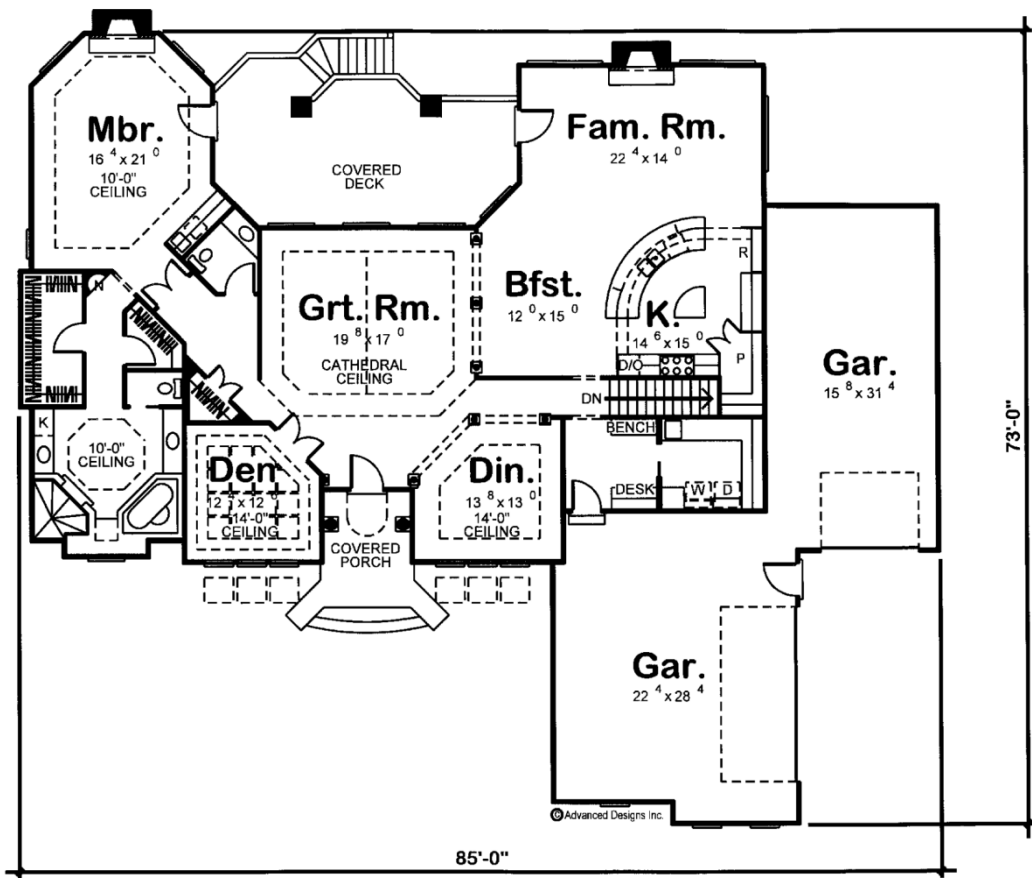 Mbr.
16 4 x 21 0
10'-0"
CEILING
COVERED
DECK
Fam. Rm.
22 4 x 14 0
Grt. Rm.
19 8 x 17 0
CATHEDRAL
CEILING
Bfst.
12 0 x 15 0
K.
14 6 x 15 0
R
P
D/O
DN
N
K
10'-0"
CEILING
Den
12 4 x 12 0
14'-0"
CEILING
COVERED
PORCH
Din.
13 8 x 13 0
14'-0"
CEILING
BENCH
DESK
W
D
Gar.
15 8 x 31 4
Gar.
22 4 x 28 4
73'-0"
© Advanced Designs Inc.
85'-0"